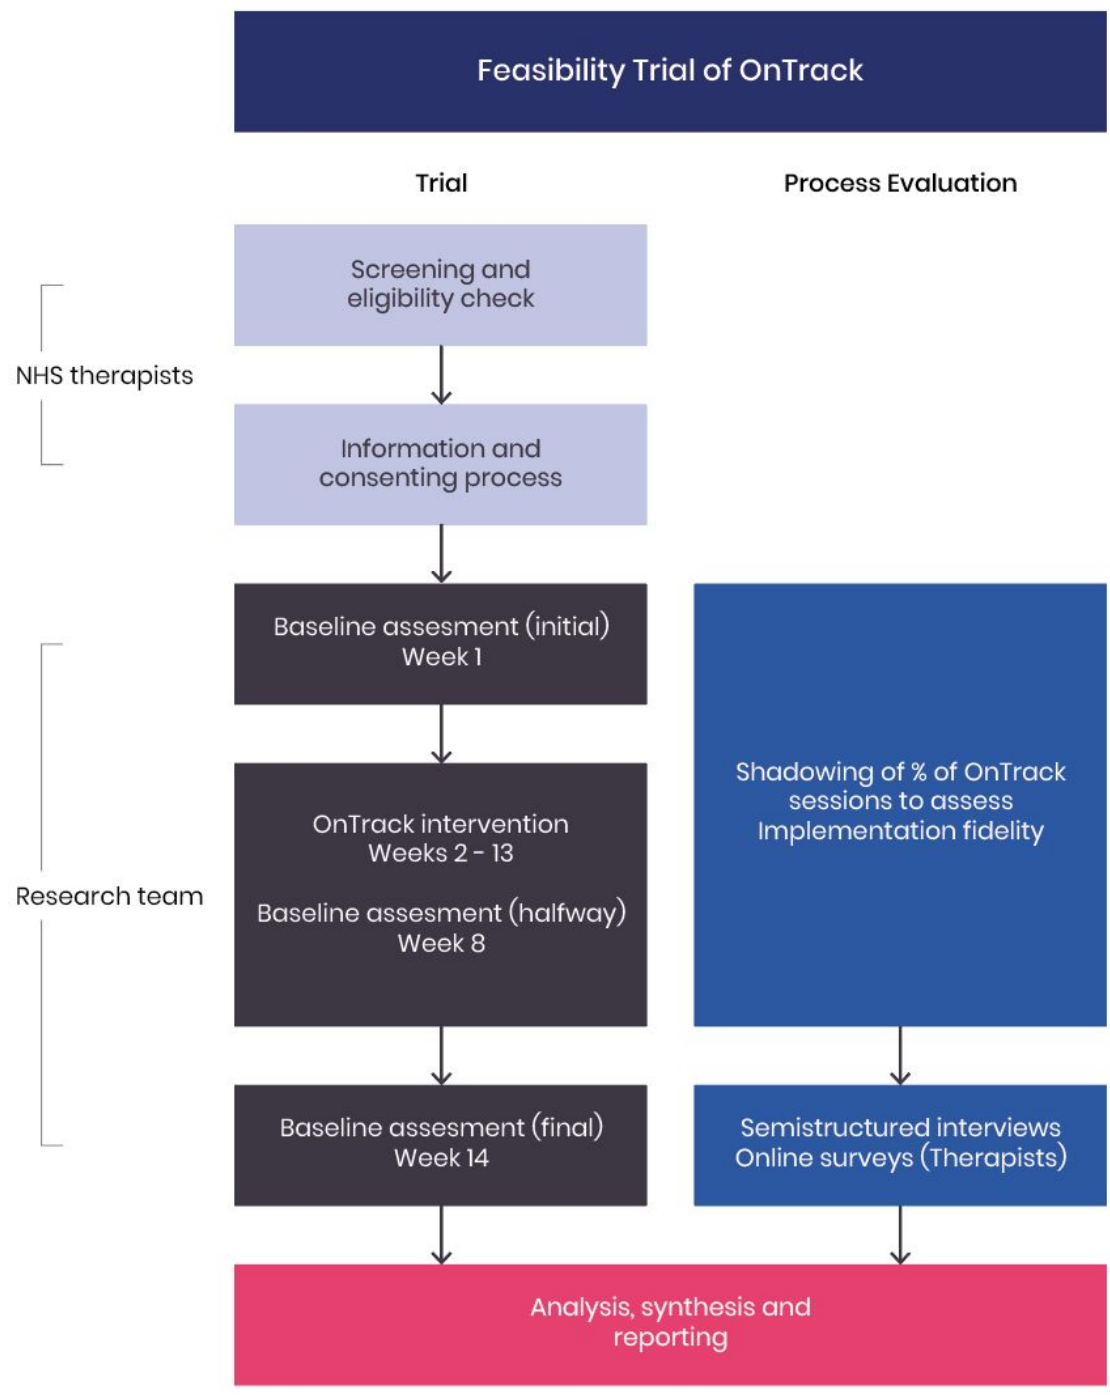 Feasibility Trial of OnTrack
Trial
Process Evaluation
Screening and
eligibility check
NHS therapists
Information and
consenting process
Baseline assesment (initial)
Week 1
OnTrack intervention
Weeks 2 - 13
Baseline assesment (halfway)
Week 8
Research team
Shadowing of % of OnTrack
sessions to assess
Implementation fidelity
Baseline assesment (final)
Week 14
Semistructured interviews
Online surveys (Therapists)
Analysis, synthesis and
reporting